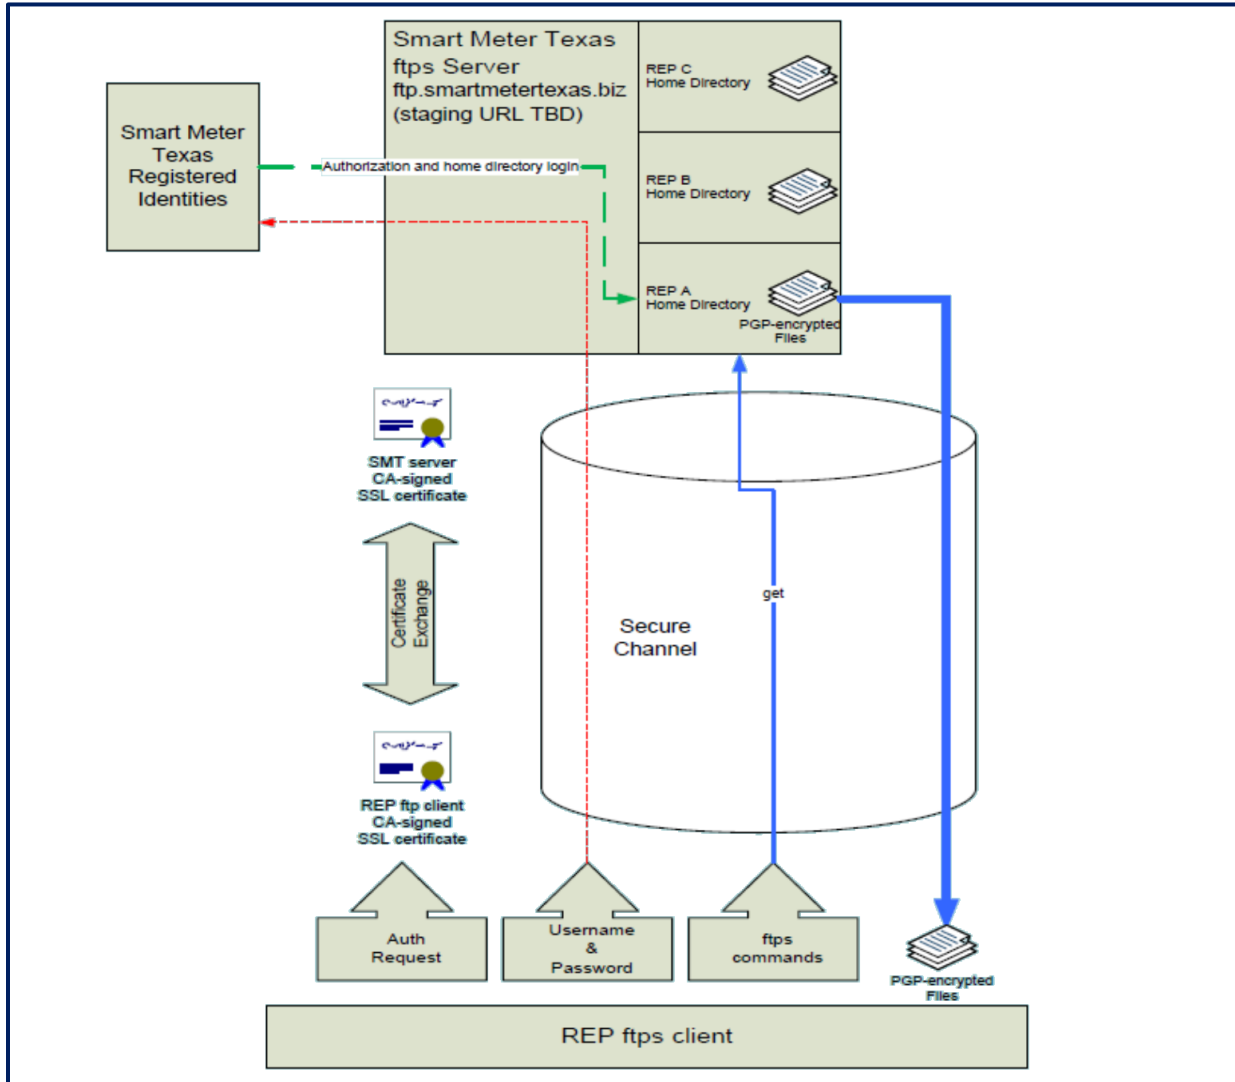 Smart Meter Texas
ftps Server
ftp.smartmetertexas.biz
(staging URL TBD)
REP C
Home Directory
Smart Meter
Texas
Registered
Identities
Authorization and home directory login
REP B
Home Directory
REP A
Home Directory
PGP-encrypted
Files
SMT server
CA-signed
SSL certificate
Certificate
Exchange
get
Secure
Channel
REP ftp client
CA-signed
SSL certificate
Auth
Request
Username
&
Password
ftps
commands
PGP-encrypted
Files
REP ftps client